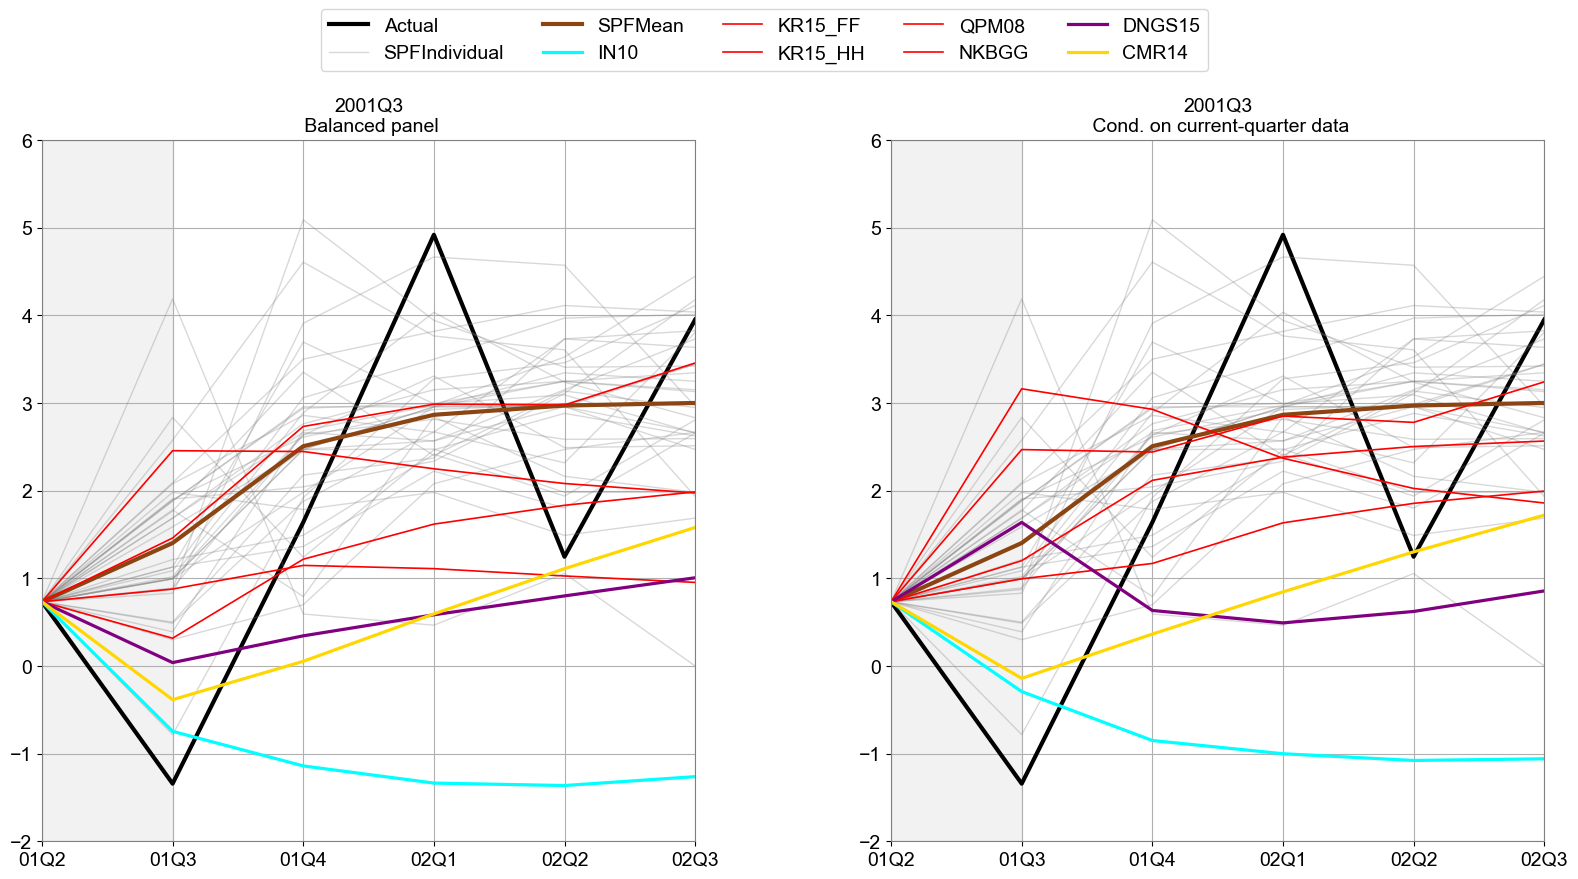 Actual SPFMean KR15_FF QPM08 DNGS15
SPFIndividual IN10 KR15_HH NKBGG CMR14
2001Q3
Balanced panel
6
5
4
3
2
1
0
−1
−2
01Q2 01Q3 01Q4 02Q1 02Q2 02Q3
2001Q3
Cond. on current-quarter data
6
5
4
3
2
1
0
−1
−2
01Q2 01Q3 01Q4 02Q1 02Q2 02Q3